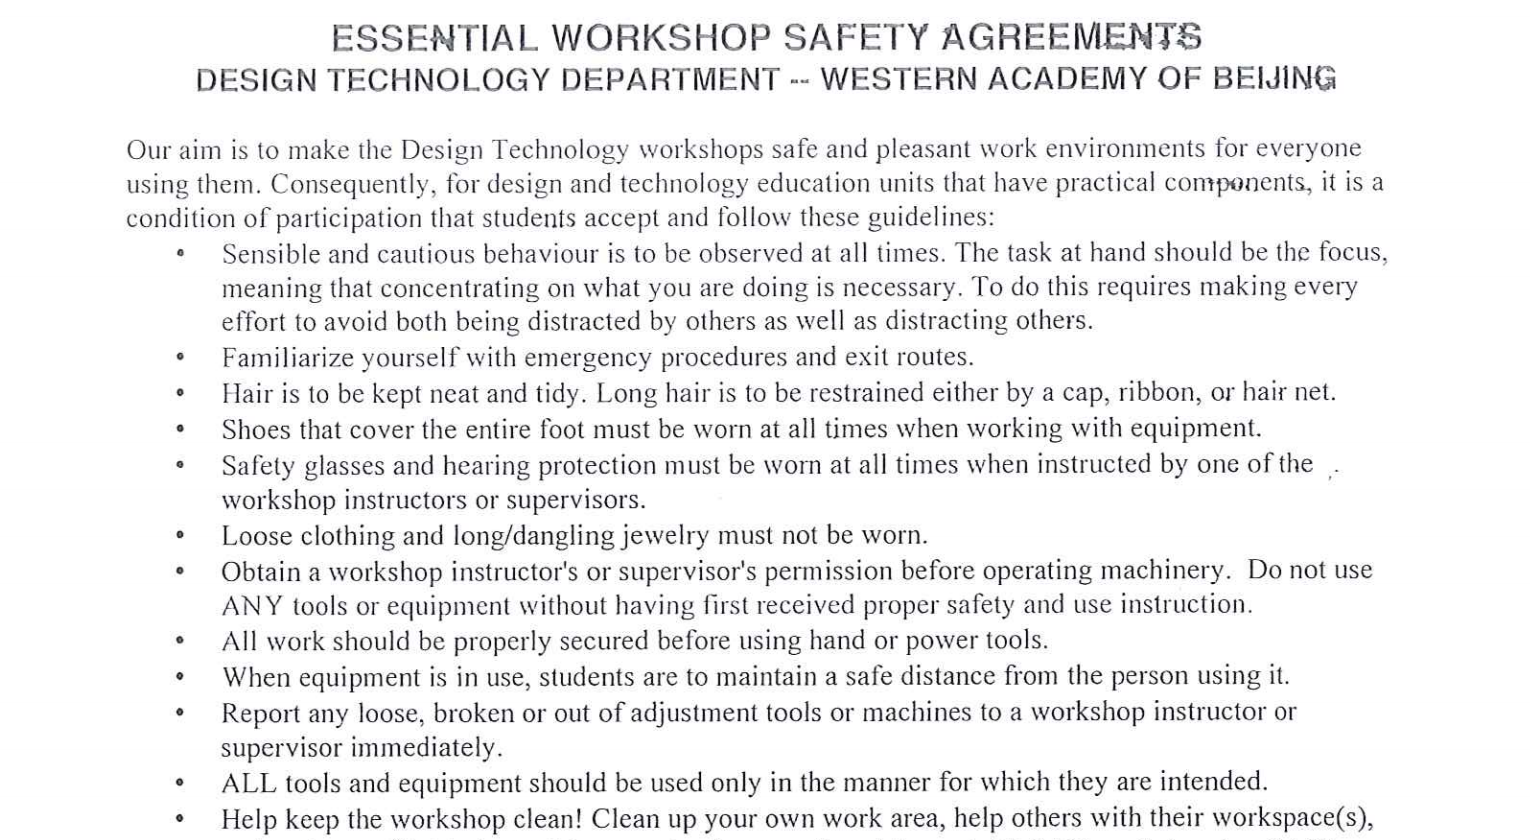 ESSENTIAL WORKSHOP SAFETY AGREEMENTS
DESIGN TECHNOLOGY DEPARTMENT -- WESTERN ACADEMY OF BEIJING
Our aim is to make the Design Technology workshops safe and pleasant work environments for everyone
using them. Consequently, for design and technology education units that have practical components, it is a
condition of participation that students accept and follow these guidelines:
• Sensible and cautious behaviour is to be observed at all times. The task at hand should be the focus,
meaning that concentrating on what you are doing is necessary. To do this requires making every
effort to avoid both being distracted by others as well as distracting others.
• Familiarize yourself with emergency procedures and exit routes.
• Hair is to be kept neat and tidy. Long hair is to be restrained either by a cap, ribbon, or hair net.
• Shoes that cover the entire foot must be worn at all times when working with equipment.
• Safety glasses and hearing protection must be worn at all times when instructed by one of the
workshop instructors or supervisors.
• Loose clothing and long/dangling jewelry must not be worn.
• Obtain a workshop instructor's or supervisor's permission before operating machinery. Do not use
ANY tools or equipment without having first received proper safety and use instruction.
• All work should be properly secured before using hand or power tools.
• When equipment is in use, students are to maintain a safe distance from the person using it.
• Report any loose, broken or out of adjustment tools or machines to a workshop instructor or
supervisor immediately.
• ALL tools and equipment should be used only in the manner for which they are intended.
• Help keep the workshop clean! Clean up your own work area, help others with their workspace(s),